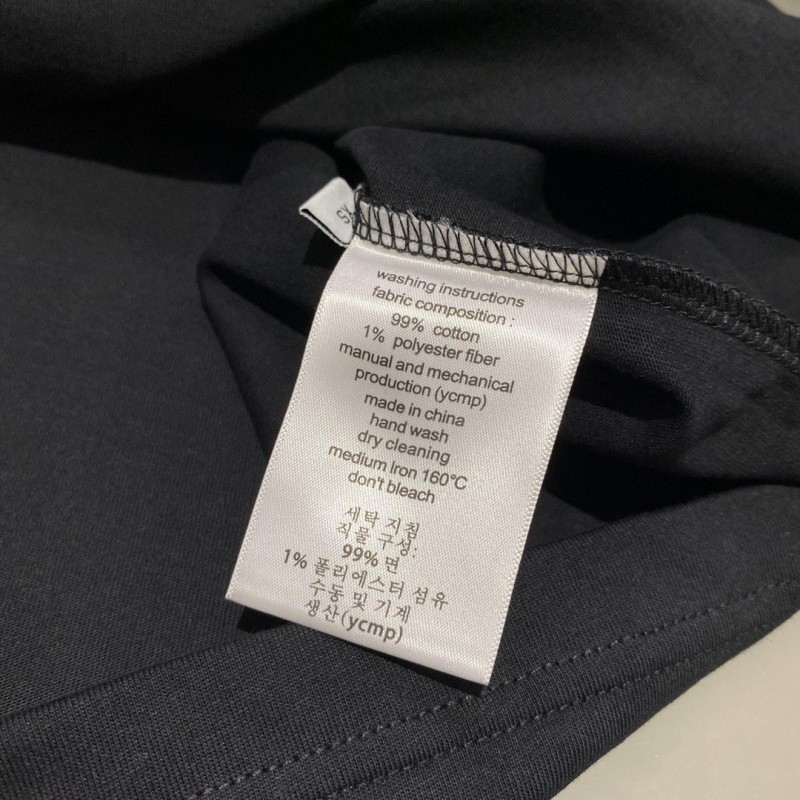 XS
washing instructions
fabric composition :
99% cotton
1% polyester fiber
manual and mechanical
production (ycmp)
made in china
hand wash
dry cleaning
medium Iron 160℃
don't bleach
세탁 지침
직물 구성:
99% 면
1% 폴리에스터 섬유
수동 및 기계
생산(ycmp)